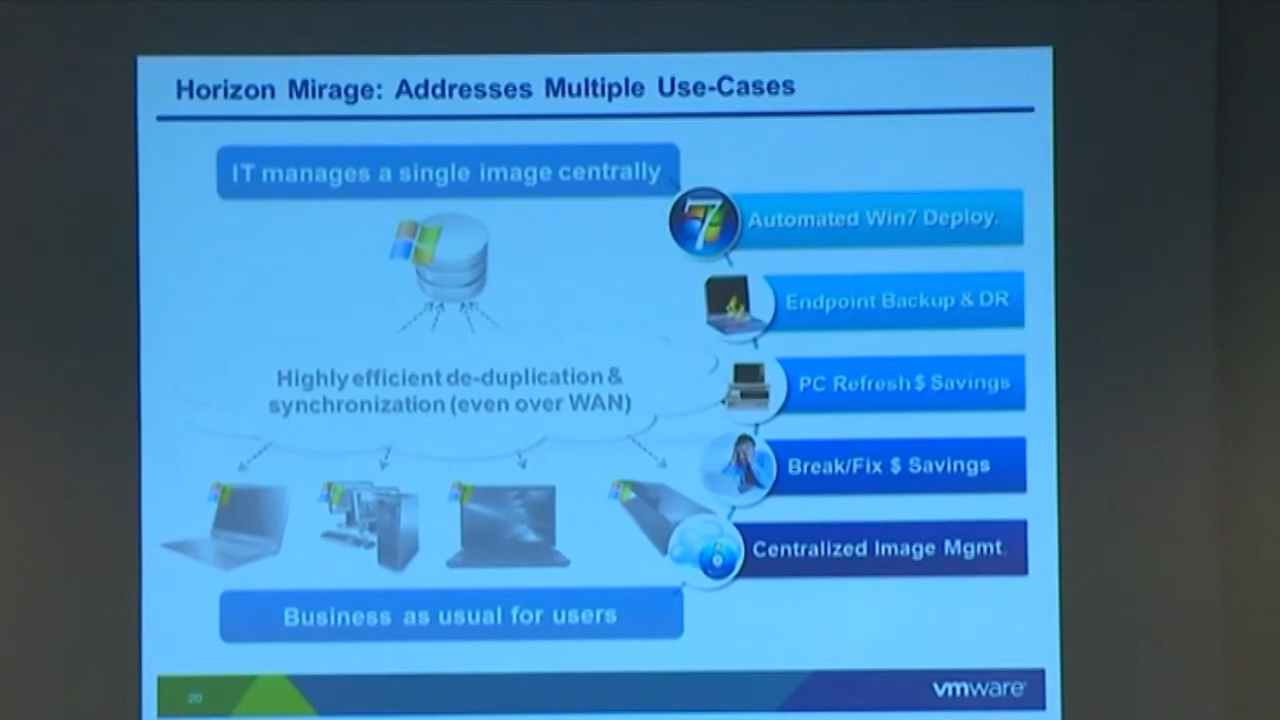 Horizon Mirage: Addresses Multiple Use-Cases
IT manages a single image centrally
7
Automated Win7 Deploy.
Endpoint Backup & DR
Highly efficient de-duplication &
synchronization (even over WAN)
PC Refresh $ Savings
Break/Fix $ Savings
Centralized Image Mgmt.
Business as usual for users
20
vmware